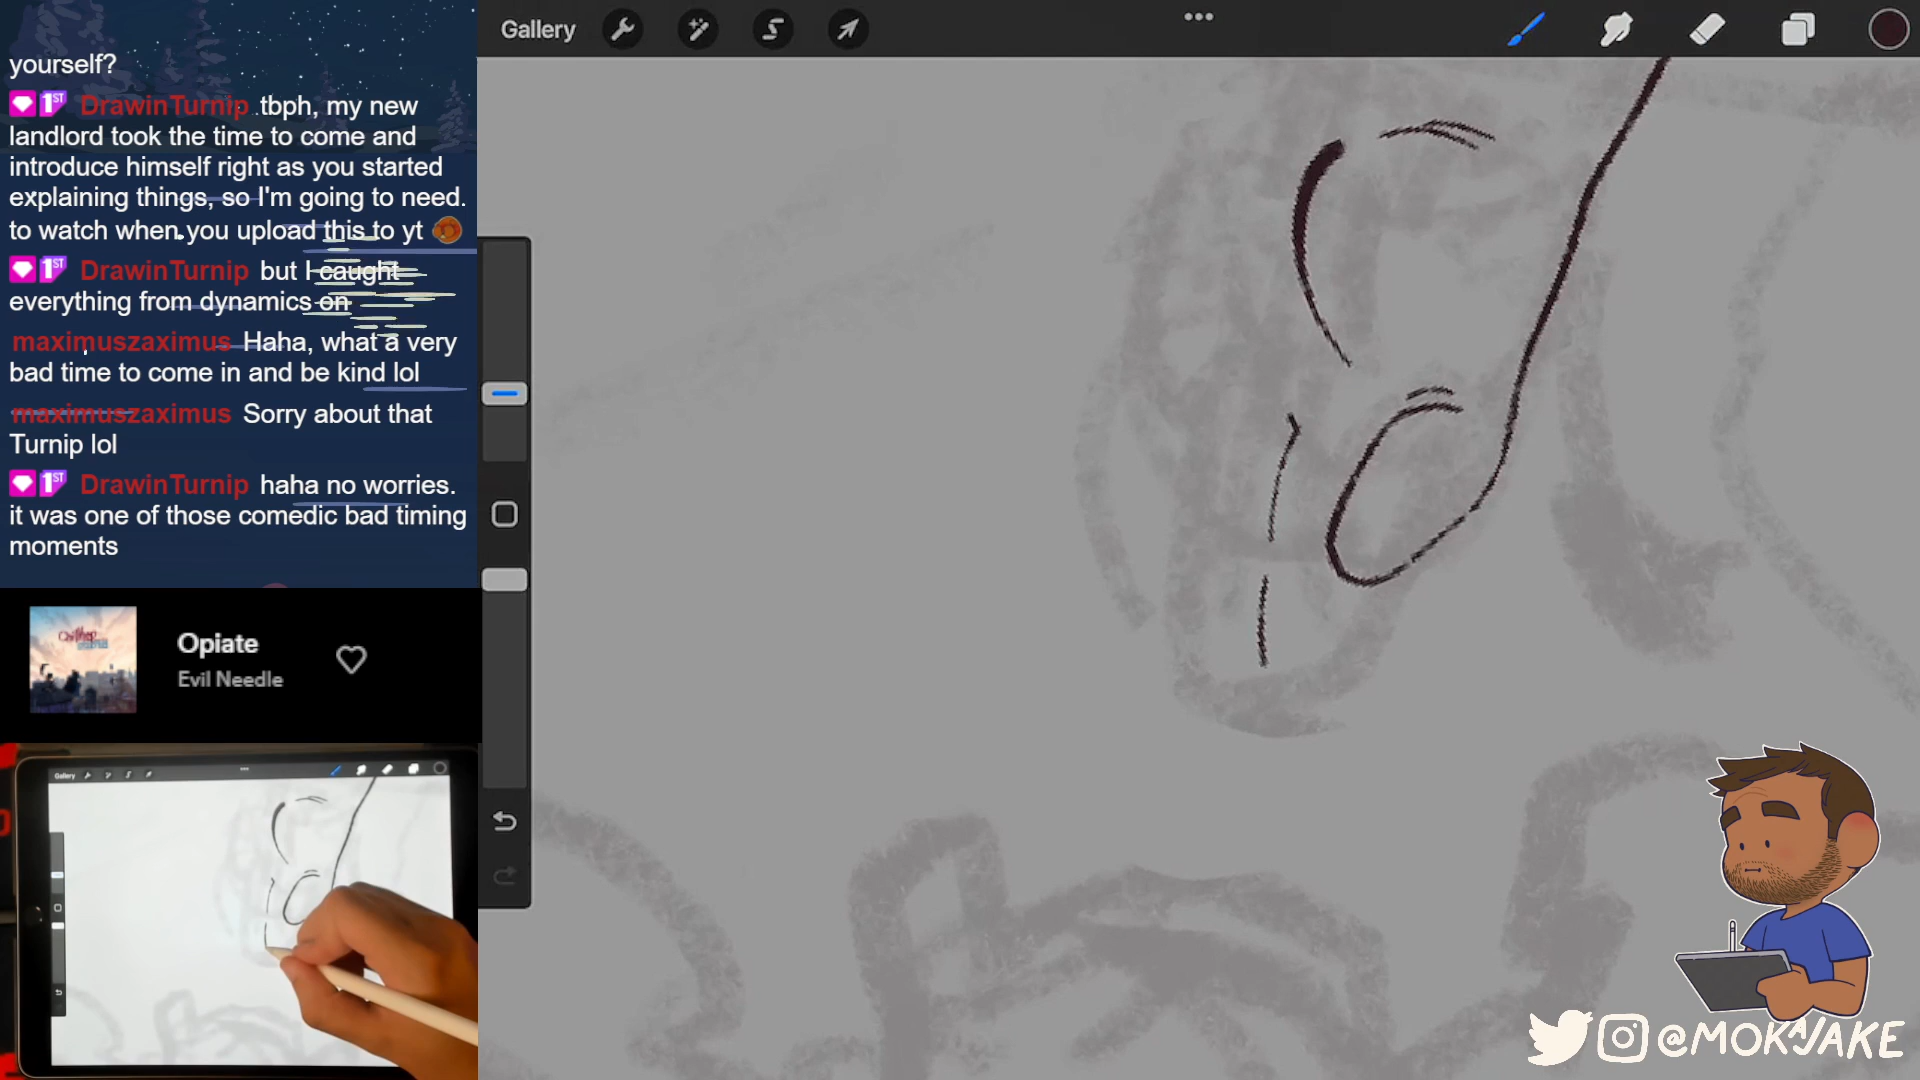 yourself?
DrawinTurnip tbph, my new
landlord took the time to come and
introduce himself right as you started
explaining things, so I'm going to need
to watch when you upload this to yt
DrawinTurnip but I caught
everything from dynamics on
maximuszaximus Haha, what a very
bad time to come in and be kind lol
maximuszaximus Sorry about that
Turnip lol
DrawinTurnip haha no worries.
it was one of those comedic bad timing
moments
Opiate
Evil Needle
Gallery
Gallery
@MOKAJAKE